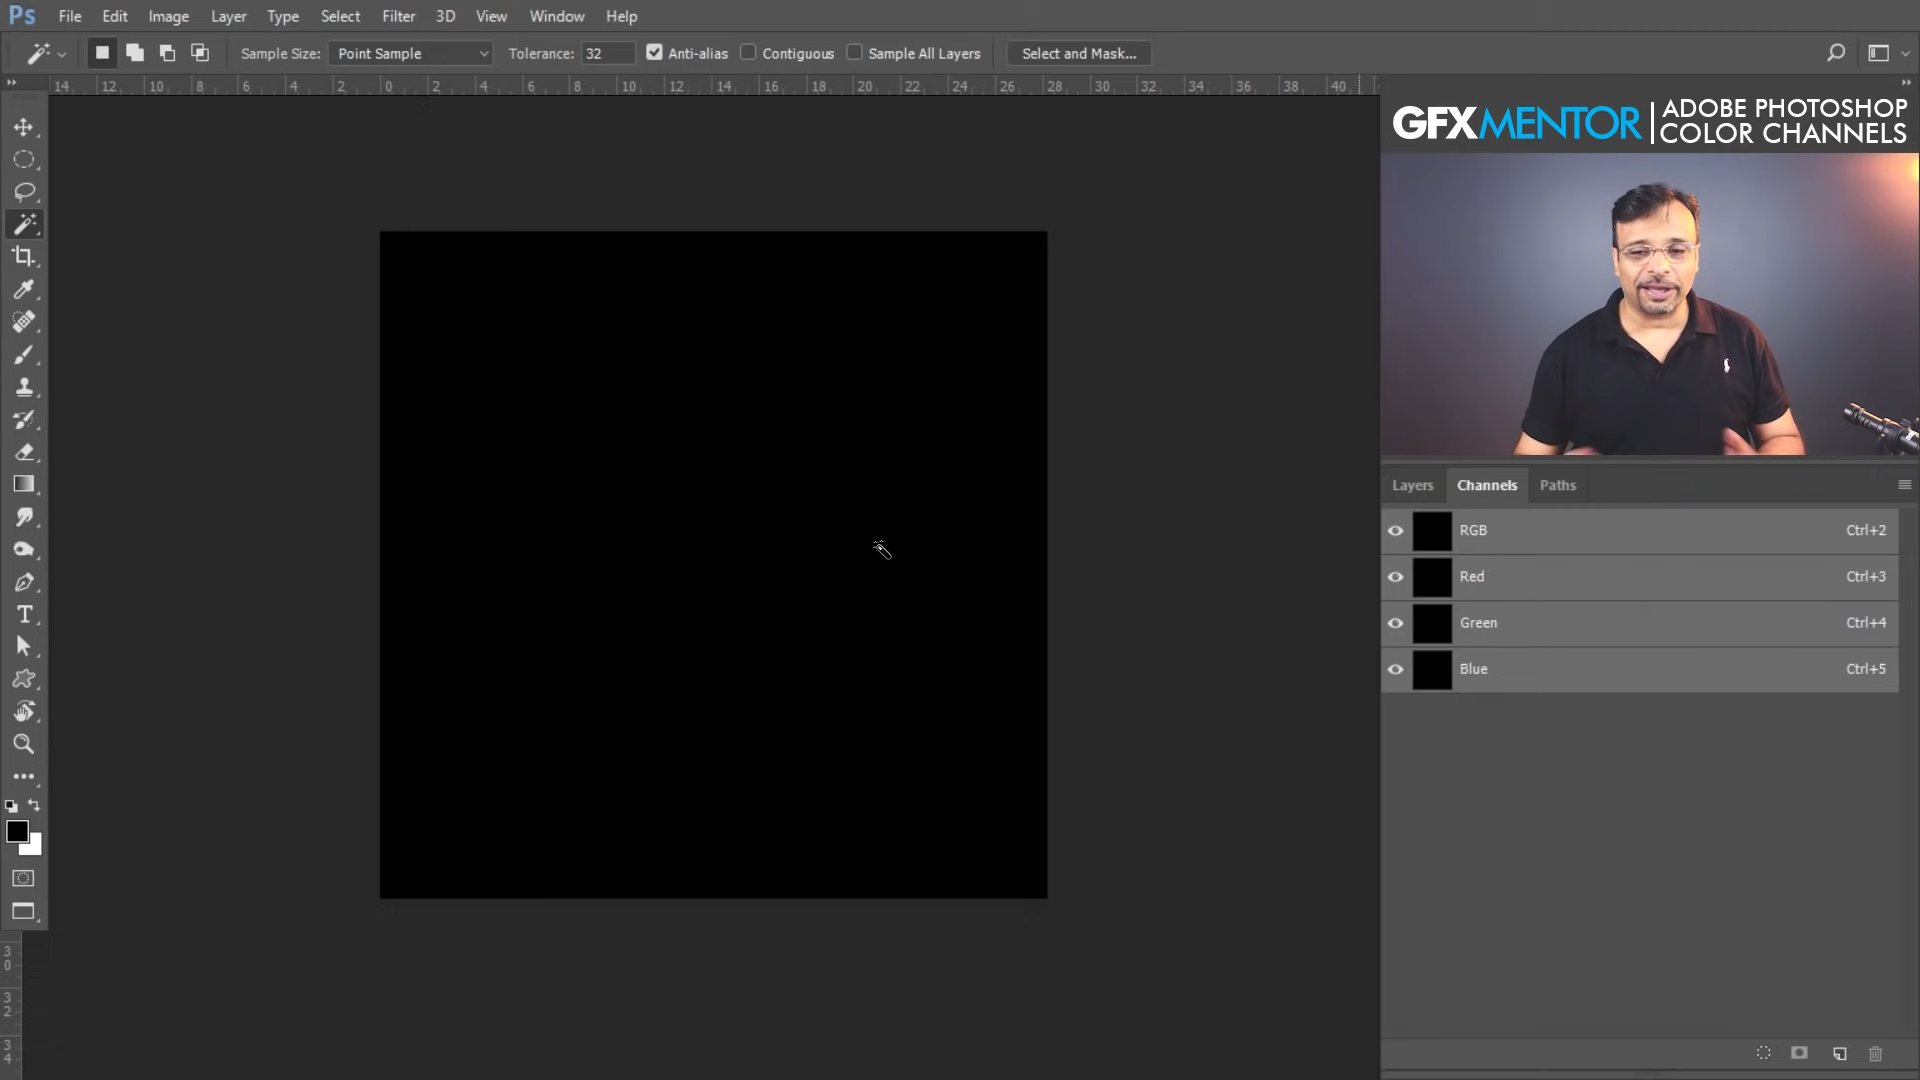 Ps File Edit Image Layer Type Select Filter 3D View Window Help
Sample Size: Point Sample Tolerance: 32 Anti-alias Contiguous Sample All Layers Select and Mask...
14 12 10 8 6 4 2 0 2 4 6 8 10 12 14 16 18 20 22 24 26 28 30 32 34 36 38 40
GFXMENTOR
ADOBE PHOTOSHOP
COLOR CHANNELS
Layers Channels Paths
RGB Ctrl+2
Red Ctrl+3
Green Ctrl+4
Blue Ctrl+5
30
32
34